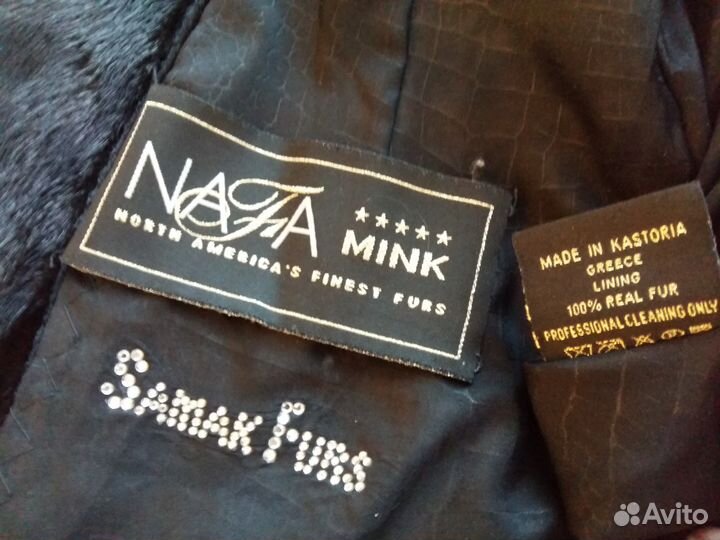 NAFA
★★★★★
MINK
NORTH AMERICA'S FINEST FURS
SAMAK FURS
MADE IN KASTORIA
GREECE
LINING
100% REAL FUR
PROFESSIONAL CLEANING ONLY
Avito